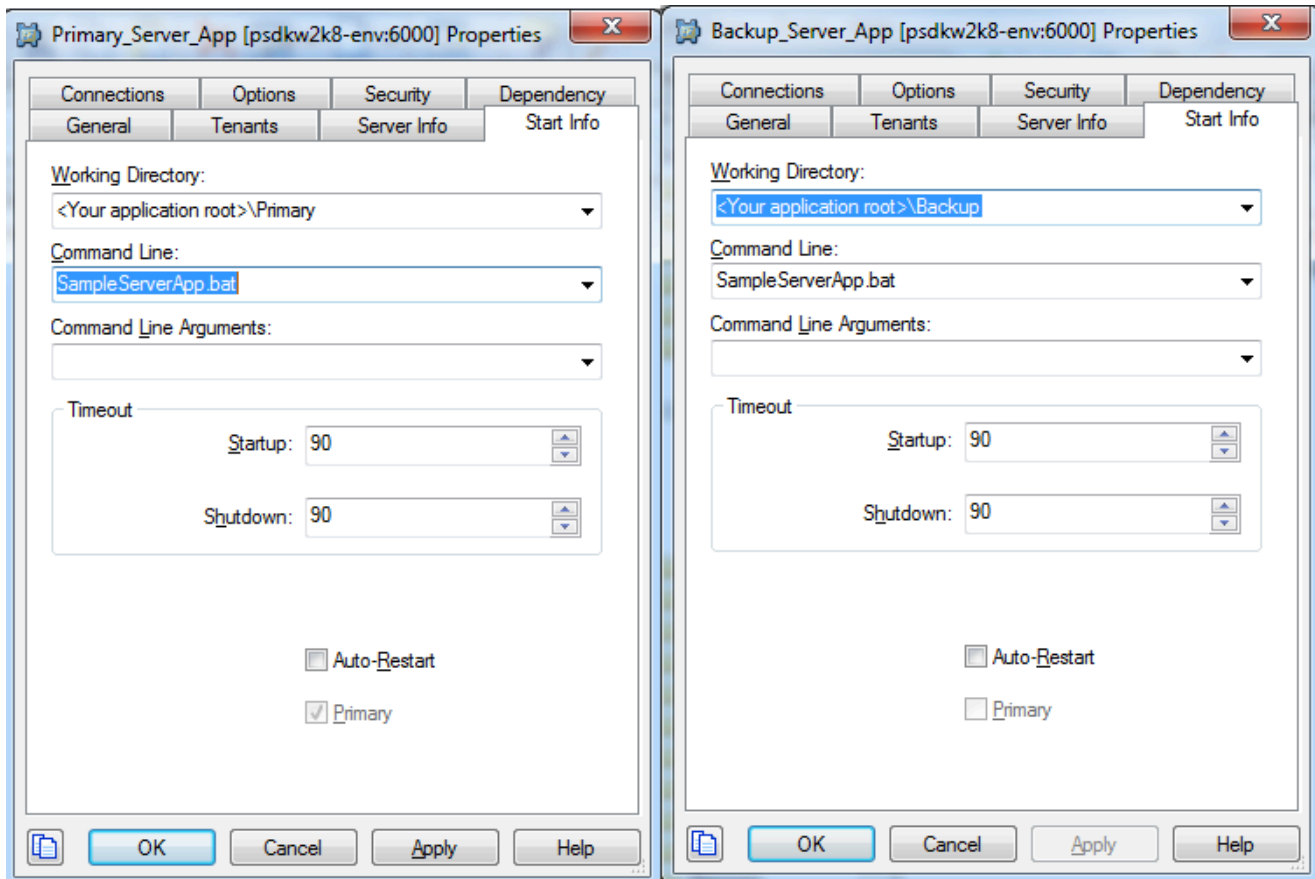 Primary_Server_App [psdkw2k8-env:6000] Properties
Connections Options Security Dependency
General Tenants Server Info Start Info
Working Directory:
<Your application root>\Primary
Command Line:
SampleServerApp.bat
Command Line Arguments:
Timeout
Startup: 90
Shutdown: 90
Auto-Restart
Primary
OK Cancel Apply Help
Backup_Server_App [psdkw2k8-env:6000] Properties
Connections Options Security Dependency
General Tenants Server Info Start Info
Working Directory:
<Your application root>\Backup
Command Line:
SampleServerApp.bat
Command Line Arguments:
Timeout
Startup: 90
Shutdown: 90
Auto-Restart
Primary
OK Cancel Apply Help